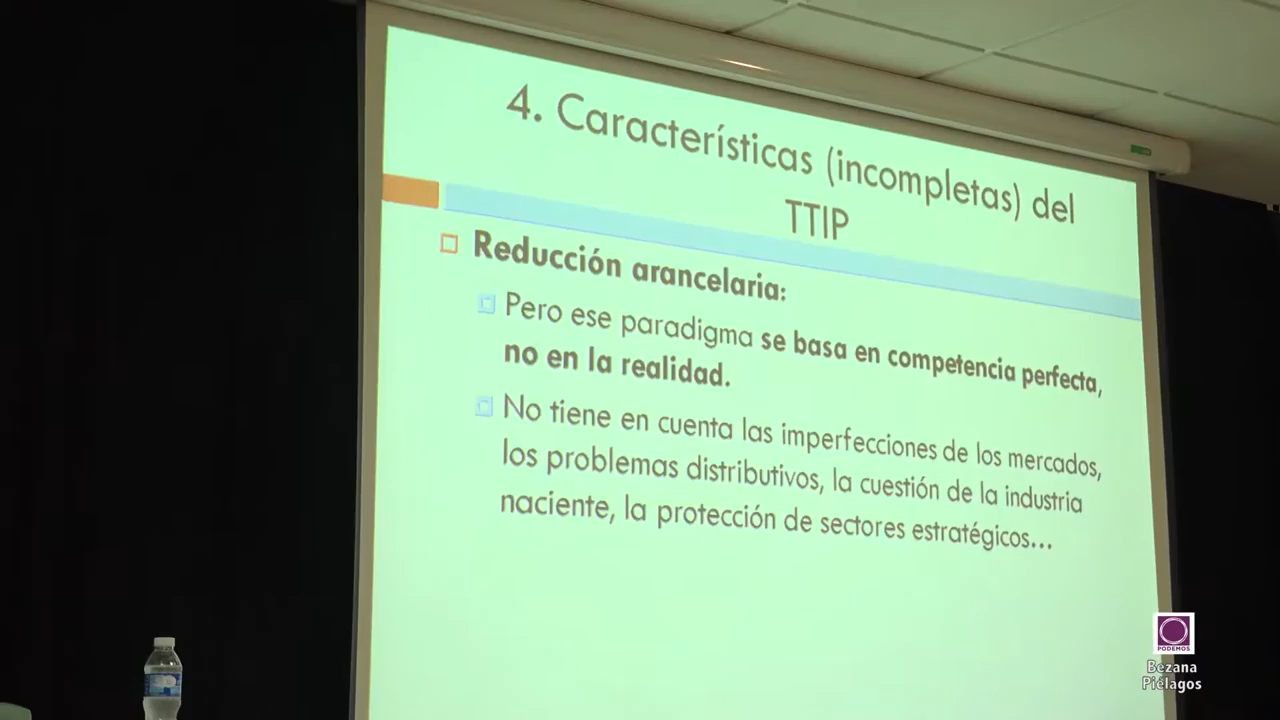 4. Características (incompletas) del
TTIP
Reducción arancelaria:
Pero ese paradigma se basa en competencia perfecta,
no en la realidad.
No tiene en cuenta las imperfecciones de los mercados,
los problemas distributivos, la cuestión de la industria
naciente, la protección de sectores estratégicos...
PODEMOS
Bezana
Piélagos